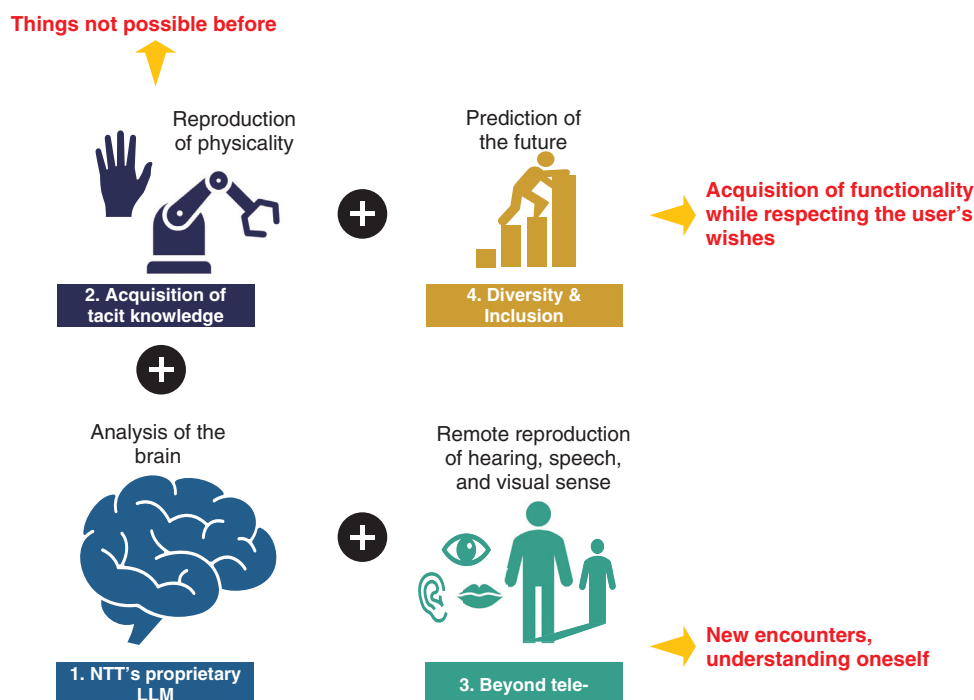 Things not possible before
Reproduction
of physicality
Prediction of
the future
Acquisition of functionality
while respecting the user's
wishes
2. Acquisition of
tacit knowledge
4. Diversity &
Inclusion
Analysis of the
brain
Remote reproduction
of hearing, speech,
and visual sense
New encounters,
understanding oneself
1. NTT's proprietary
LLM
3. Beyond tele-